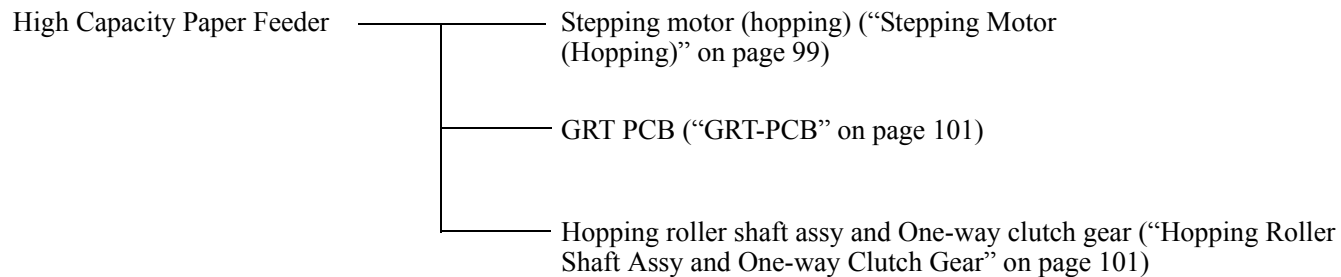 High Capacity Paper Feeder
Stepping motor (hopping) (“Stepping Motor
(Hopping)” on page 99)
GRT PCB (“GRT-PCB” on page 101)
Hopping roller shaft assy and One-way clutch gear (“Hopping Roller
Shaft Assy and One-way Clutch Gear” on page 101)